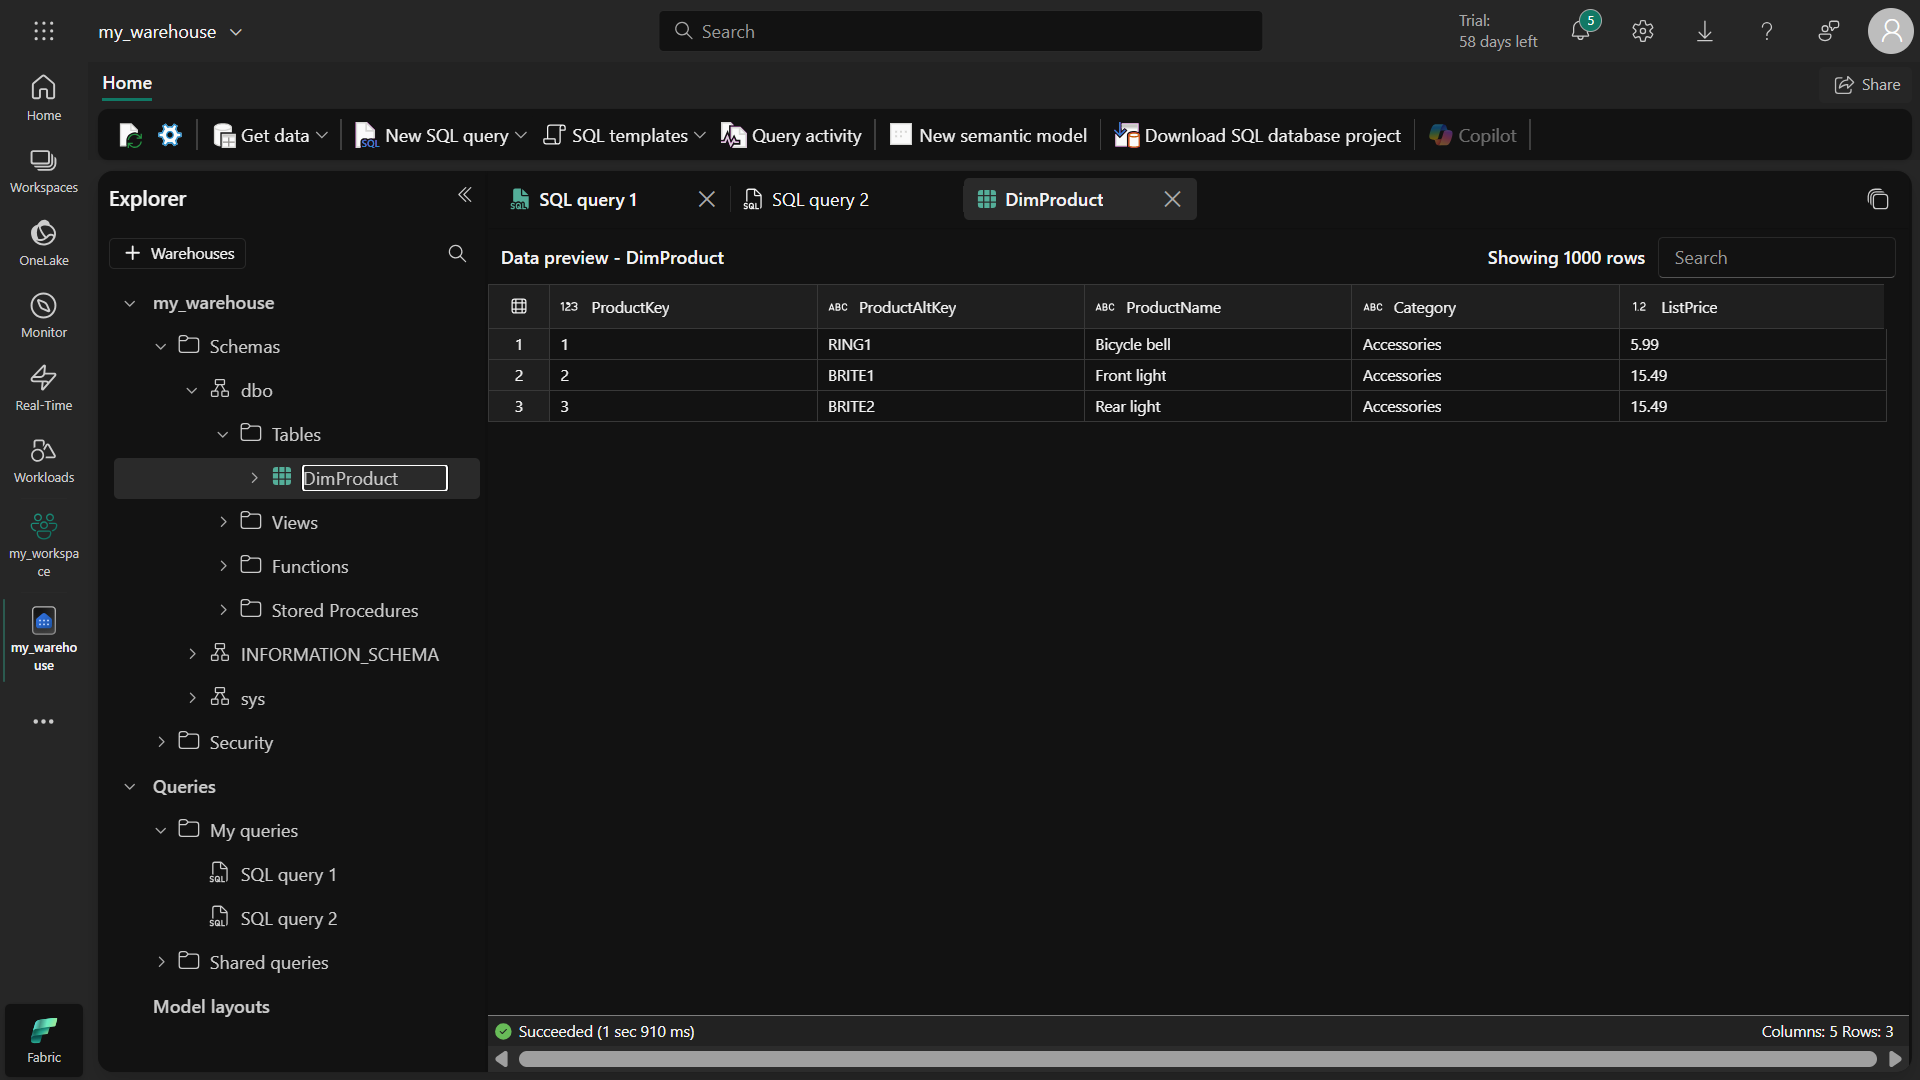 my_warehouse
Search
Trial:
58 days left
5
Home
Share
Get data
New SQL query
SQL templates
Query activity
New semantic model
Download SQL database project
Copilot
Home
Workspaces
OneLake
Monitor
Real-Time
Workloads
my_workspa
ce
my_wareho
use
Fabric
Explorer
Warehouses
my_warehouse
Schemas
dbo
Tables
DimProduct
Views
Functions
Stored Procedures
INFORMATION_SCHEMA
sys
Security
Queries
My queries
SQL query 1
SQL query 2
Shared queries
Model layouts
SQL query 1
SQL query 2
DimProduct
Data preview - DimProduct
Showing 1000 rows
Search
123 ProductKey ABC ProductAltKey ABC ProductName ABC Category 1.2 ListPrice
1 1 RING1 Bicycle bell Accessories 5.99
2 2 BRITE1 Front light Accessories 15.49
3 3 BRITE2 Rear light Accessories 15.49
Succeeded (1 sec 910 ms)
Columns: 5 Rows: 3